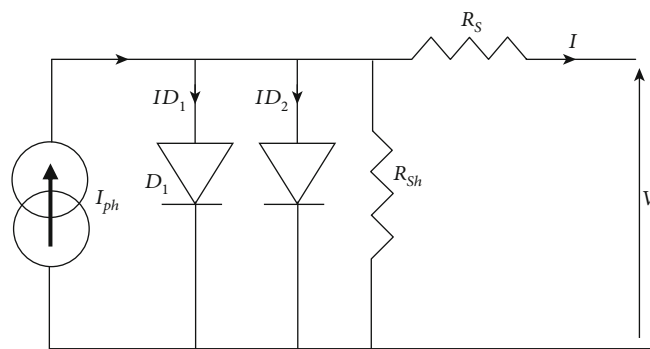 R_S
I
ID_1
ID_2
D_1
I_ph
R_Sh
V